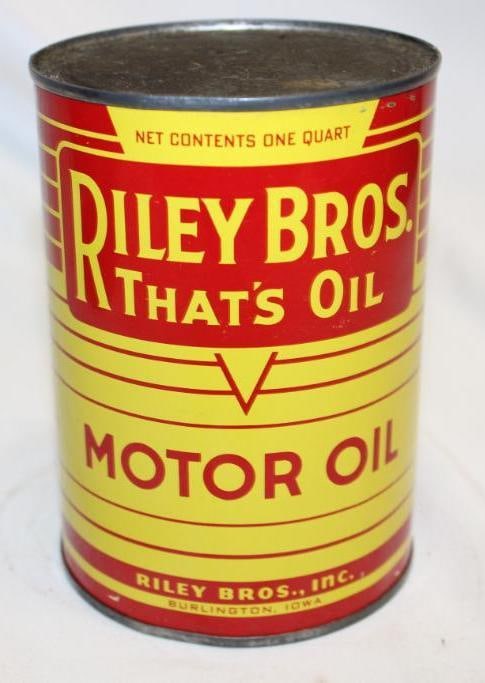 NET CONTENTS ONE QUART
RILEY BROS.
THAT'S OIL
MOTOR OIL
RILEY BROS., Inc.
BURLINGTON, IOWA